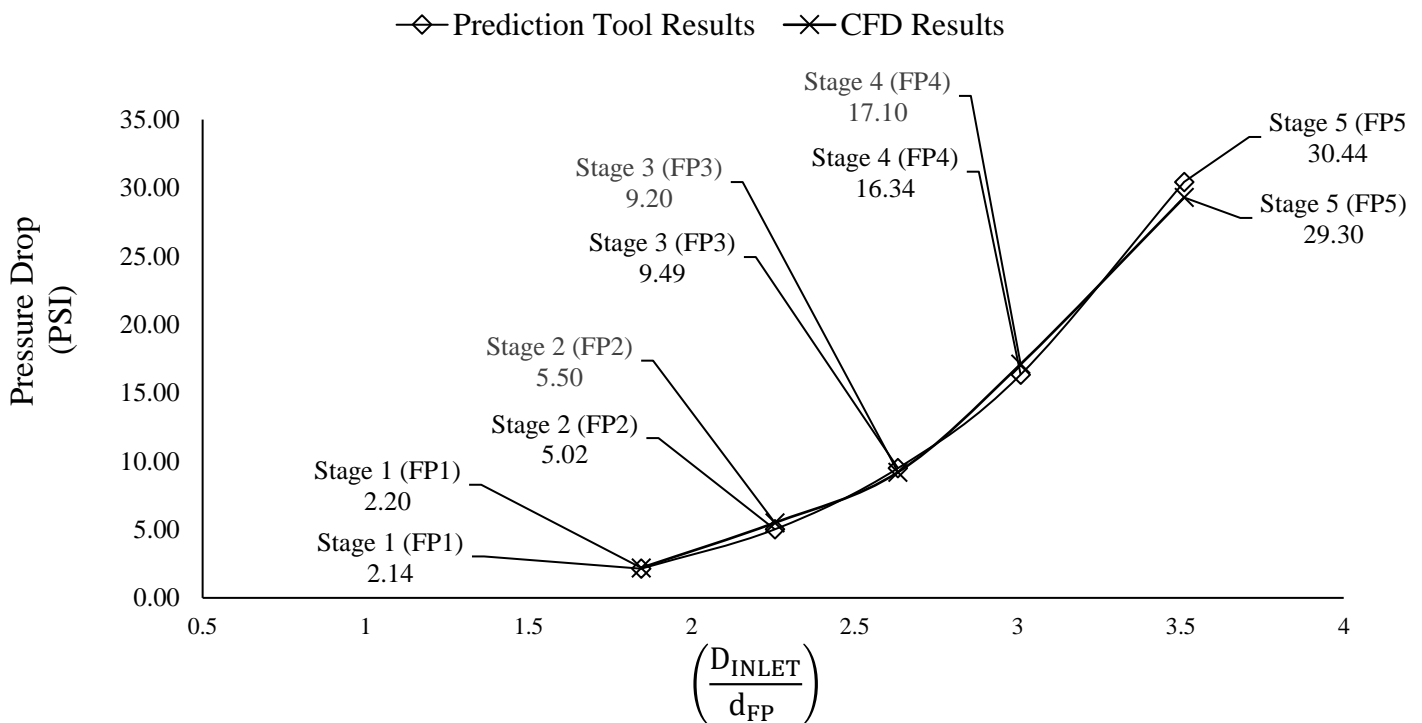 Prediction Tool Results
CFD Results
Pressure Drop
(PSI)
35.00
30.00
25.00
20.00
15.00
10.00
5.00
0.00
Stage 1 (FP1)
2.20
Stage 1 (FP1)
2.14
Stage 2 (FP2)
5.50
Stage 2 (FP2)
5.02
Stage 3 (FP3)
9.20
Stage 3 (FP3)
9.49
Stage 4 (FP4)
17.10
Stage 4 (FP4)
16.34
Stage 5 (FP5
30.44
Stage 5 (FP5)
29.30
0.5
1
1.5
2
2.5
3
3.5
4
(D_INLET / d_FP)